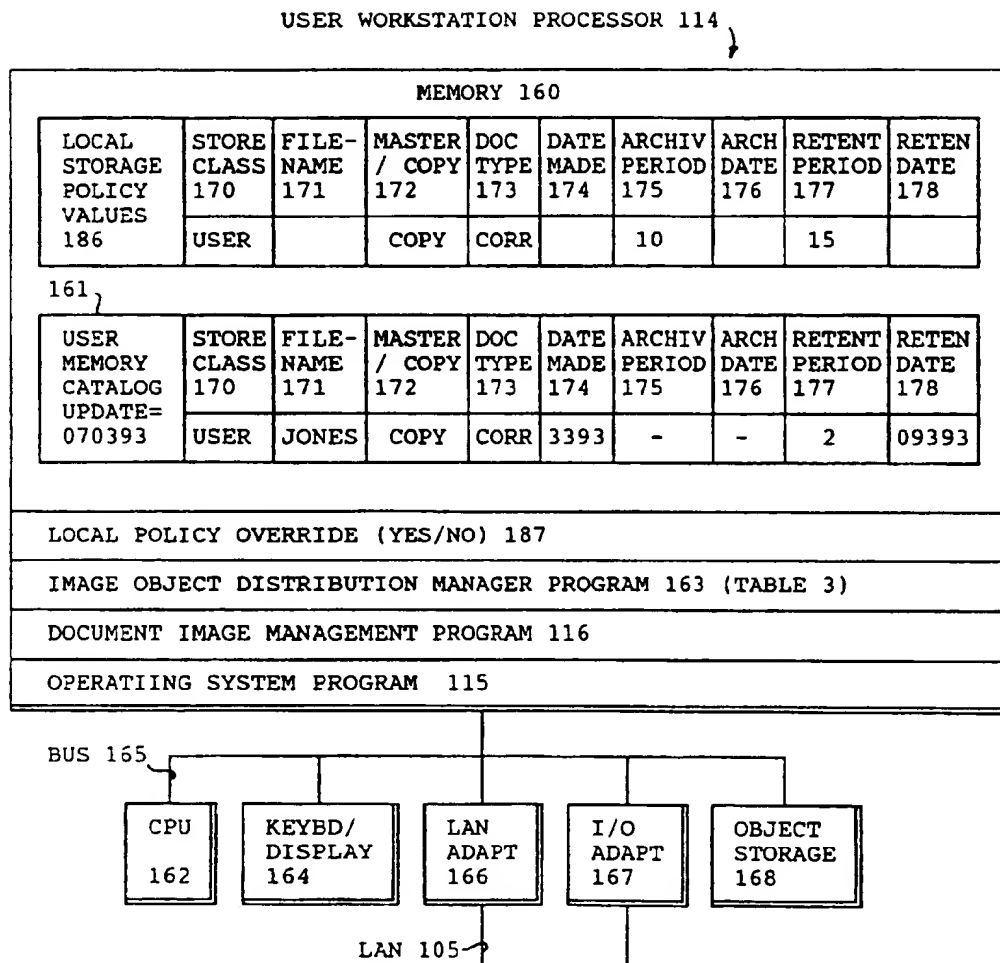 USER WORKSTATION PROCESSOR 114
MEMORY 160
LOCAL STORAGE POLICY VALUES 186
STORE CLASS 170
FILE-NAME 171
MASTER / COPY 172
DOC TYPE 173
DATE MADE 174
ARCHIV PERIOD 175
ARCH DATE 176
RETENT PERIOD 177
RETEN DATE 178
USER COPY CORR 10 15
161
USER MEMORY CATALOG UPDATE= 070393
STORE CLASS 170
FILE-NAME 171
MASTER / COPY 172
DOC TYPE 173
DATE MADE 174
ARCHIV PERIOD 175
ARCH DATE 176
RETENT PERIOD 177
RETEN DATE 178
USER JONES COPY CORR 3393 - - 2 09393
LOCAL POLICY OVERRIDE (YES/NO) 187
IMAGE OBJECT DISTRIBUTION MANAGER PROGRAM 163 (TABLE 3)
DOCUMENT IMAGE MANAGEMENT PROGRAM 116
OPERATIING SYSTEM PROGRAM 115
BUS 165
CPU 162
KEYBD/ DISPLAY 164
LAN ADAPT 166
I/O ADAPT 167
OBJECT STORAGE 168
LAN 105